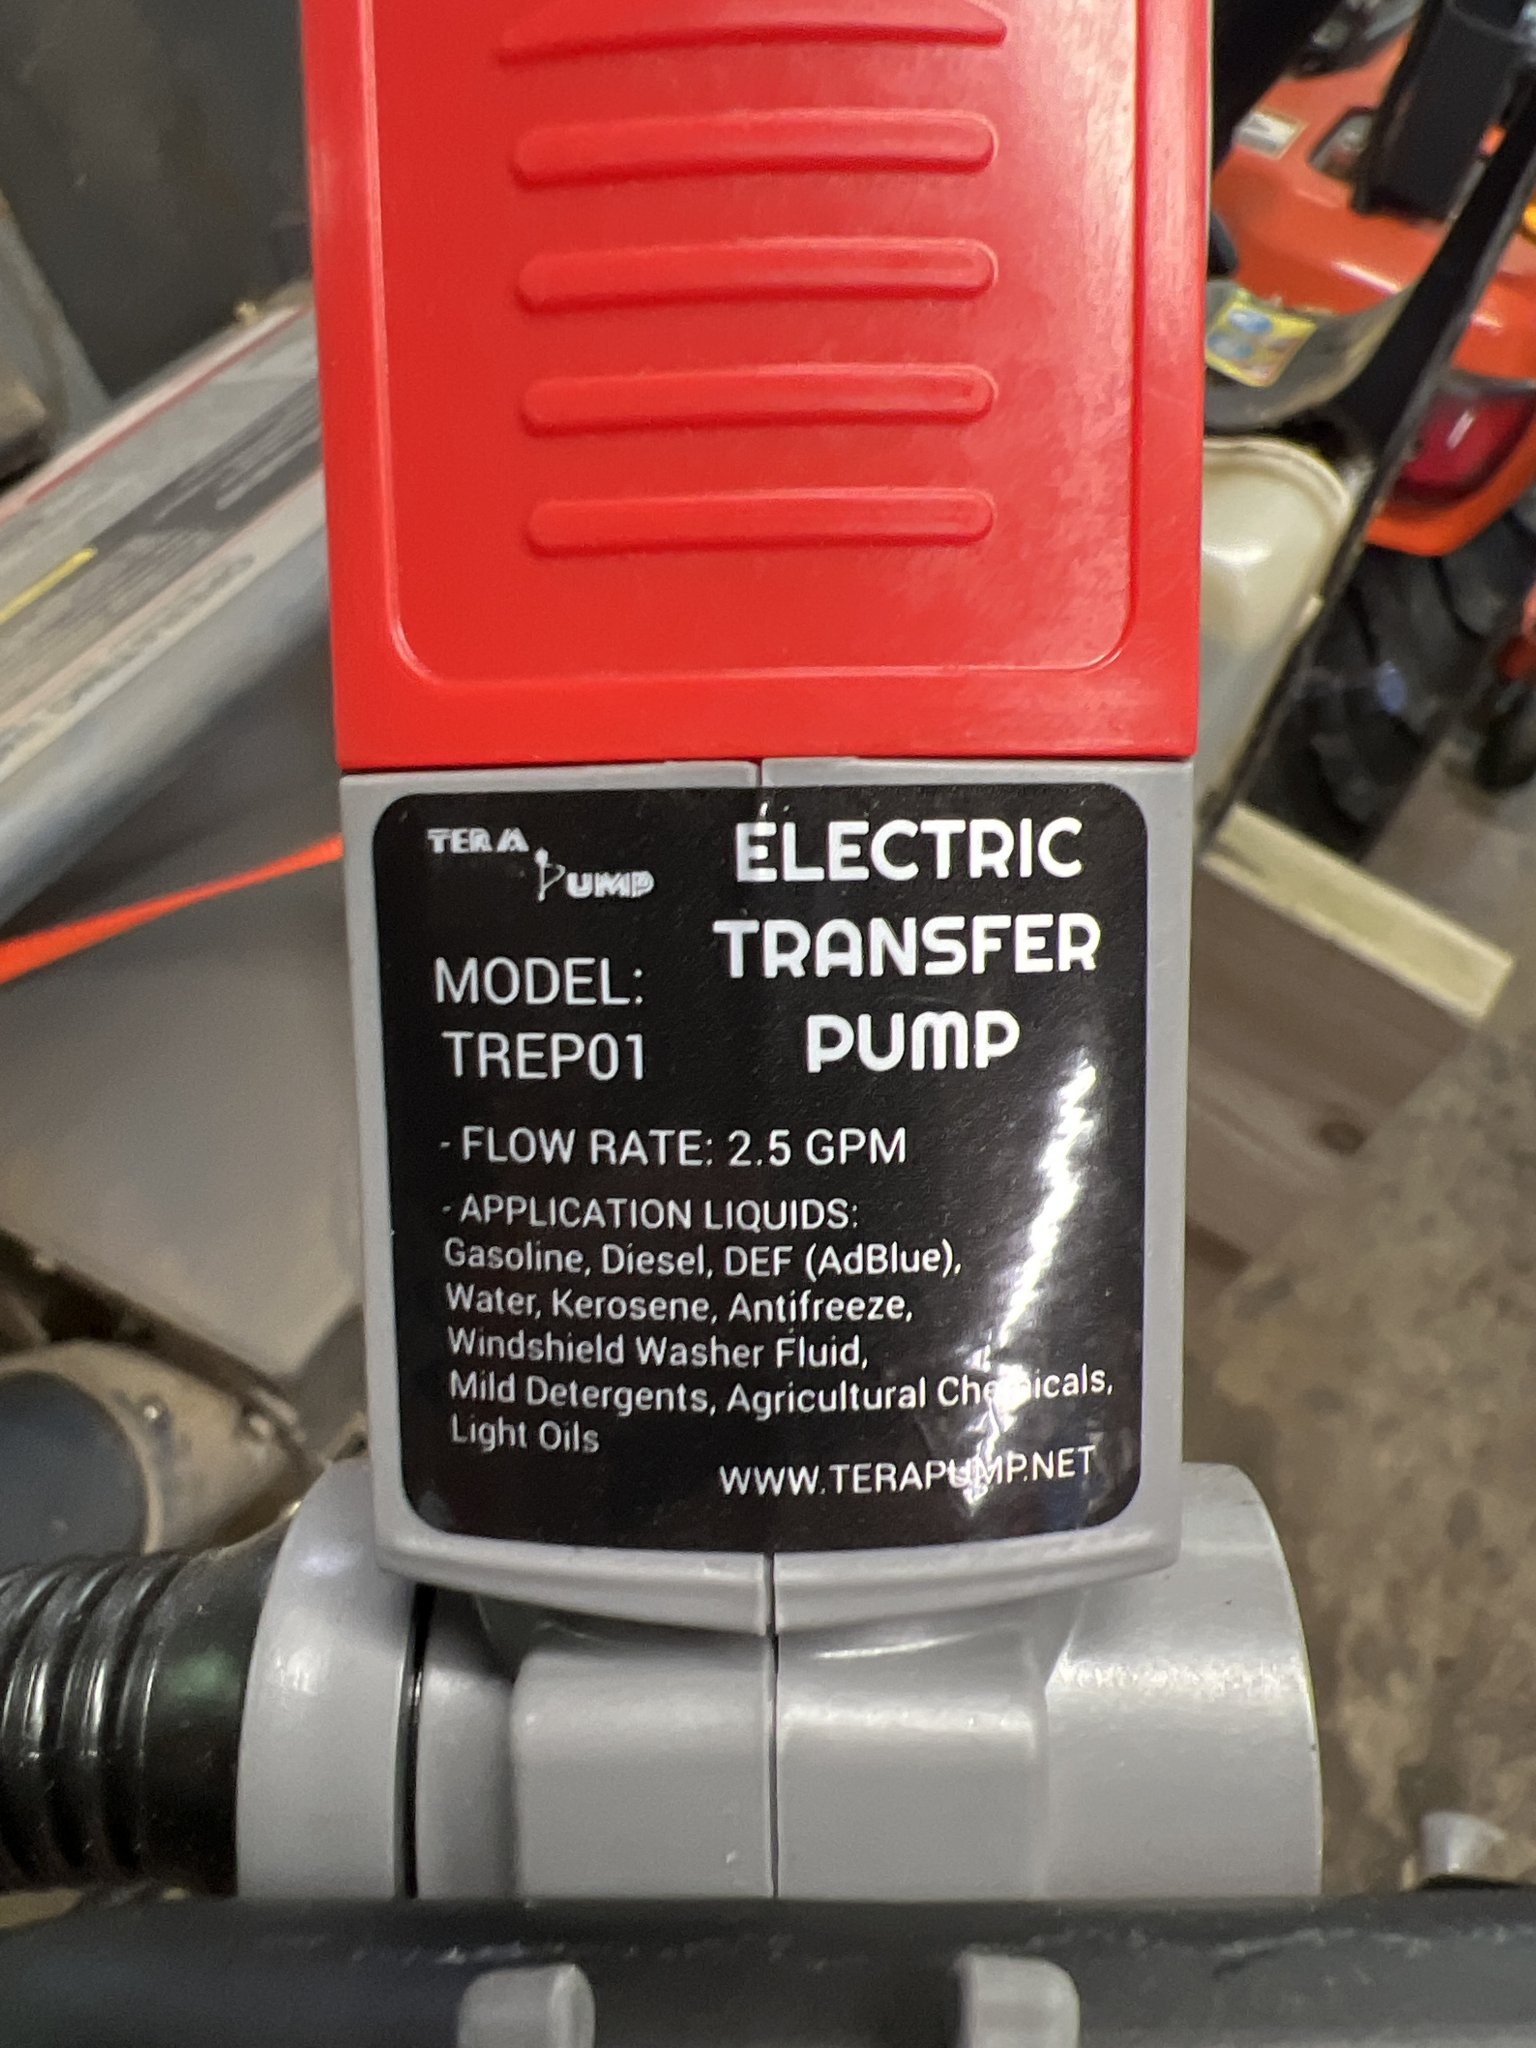 TERA
PUMP
ELECTRIC
TRANSFER
PUMP
MODEL:
TREP01
- FLOW RATE: 2.5 GPM
- APPLICATION LIQUIDS:
Gasoline, Diesel, DEF (AdBlue),
Water, Kerosene, Antifreeze,
Windshield Washer Fluid,
Mild Detergents, Agricultural Chemicals,
Light Oils
WWW.TERAPUMP.NET